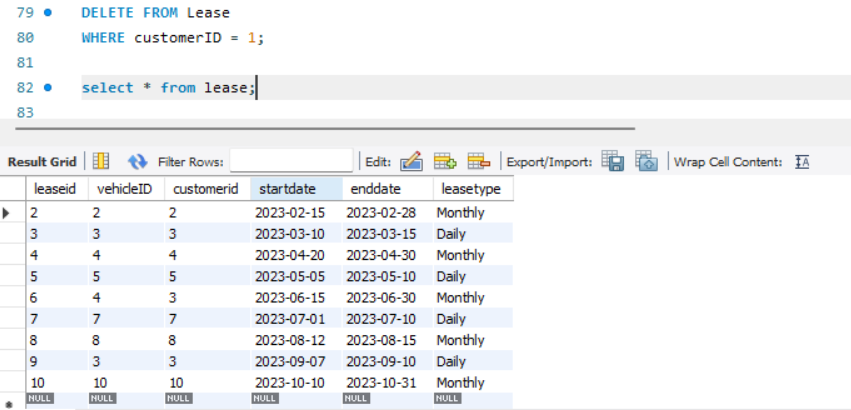 79 DELETE FROM Lease
80 WHERE customerID = 1;
81
82 select * from lease;
83
Result Grid Filter Rows: Edit: Export/Import: Wrap Cell Content:
leaseid vehicleID customerid startdate enddate leasetype
2 2 2 2023-02-15 2023-02-28 Monthly
3 3 3 2023-03-10 2023-03-15 Daily
4 4 4 2023-04-20 2023-04-30 Monthly
5 5 5 2023-05-05 2023-05-10 Daily
6 4 3 2023-06-15 2023-06-30 Monthly
7 7 7 2023-07-01 2023-07-10 Daily
8 8 8 2023-08-12 2023-08-15 Monthly
9 3 3 2023-09-07 2023-09-10 Daily
10 10 10 2023-10-10 2023-10-31 Monthly
NULL NULL NULL NULL NULL NULL